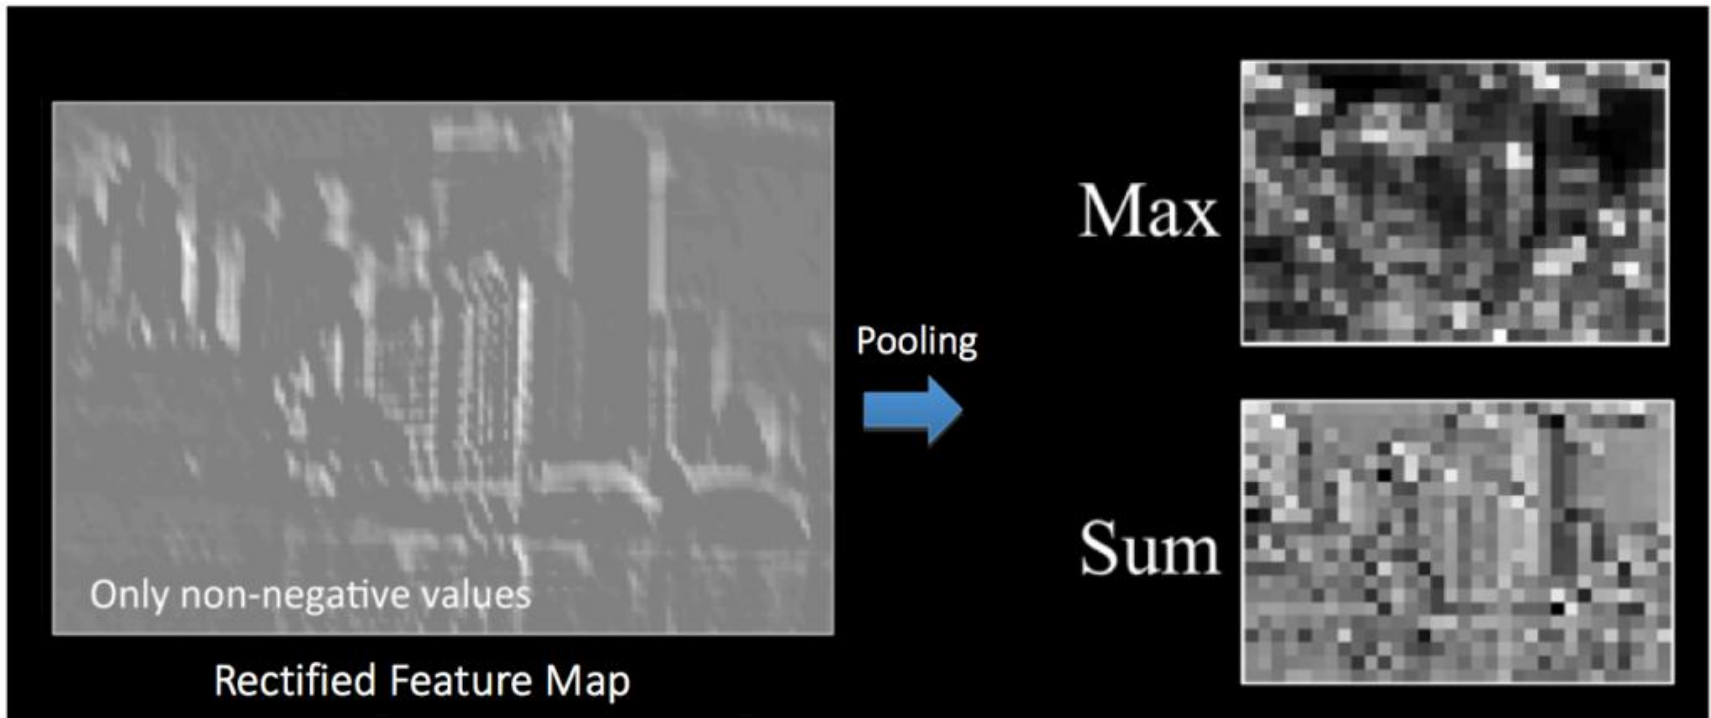 Only non-negative values
Rectified Feature Map
Pooling
Max
Sum